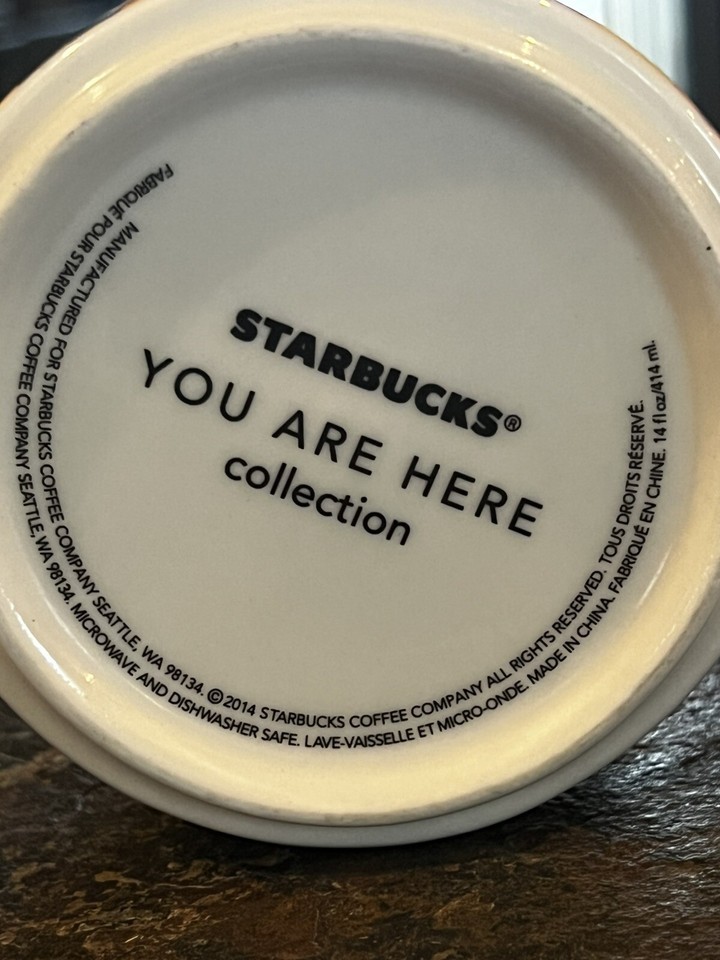 STARBUCKS®
YOU ARE HERE
collection
MANUFACTURED FOR STARBUCKS COFFEE COMPANY SEATTLE, WA 98134. ©2014 STARBUCKS COFFEE COMPANY ALL RIGHTS RESERVED. TOUS DROITS RÉSERVÉ.
FABRIQUÉ POUR STARBUCKS COFFEE COMPANY SEATTLE, WA 98134. MICROWAVE AND DISHWASHER SAFE. LAVE-VAISSELLE ET MICRO-ONDE. MADE IN CHINA. FABRIQUÉ EN CHINE. 14 fl oz/414 ml.